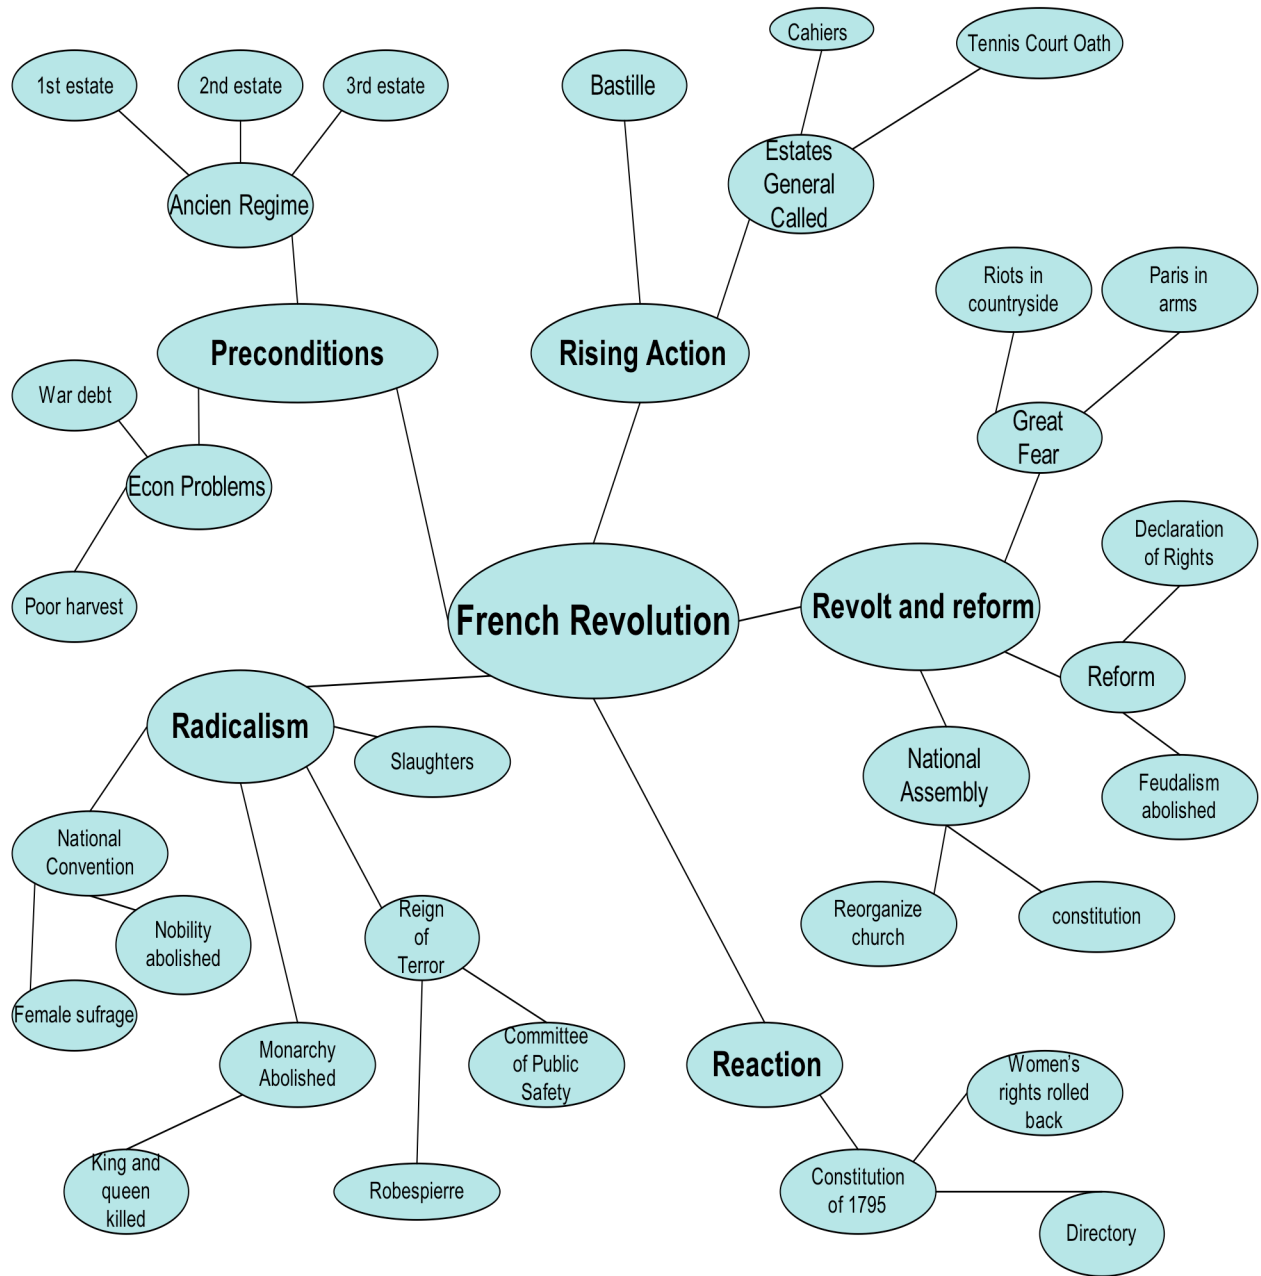 Cahiers
Tennis Court Oath
1st estate
2nd estate
3rd estate
Bastille
Estates
General
Called
Ancien Regime
Riots in
countryside
Paris in
arms
Preconditions
Rising Action
War debt
Great
Fear
Econ Problems
Declaration
of Rights
Poor harvest
French Revolution
Revolt and reform
Reform
Radicalism
Slaughters
National
Assembly
Feudalism
abolished
National
Convention
Reorganize
church
constitution
Nobility
abolished
Reign
of
Terror
Female sufrage
Monarchy
Abolished
Committee
of Public
Safety
Reaction
Women’s
rights rolled
back
King and
queen
killed
Robespierre
Constitution
of 1795
Directory